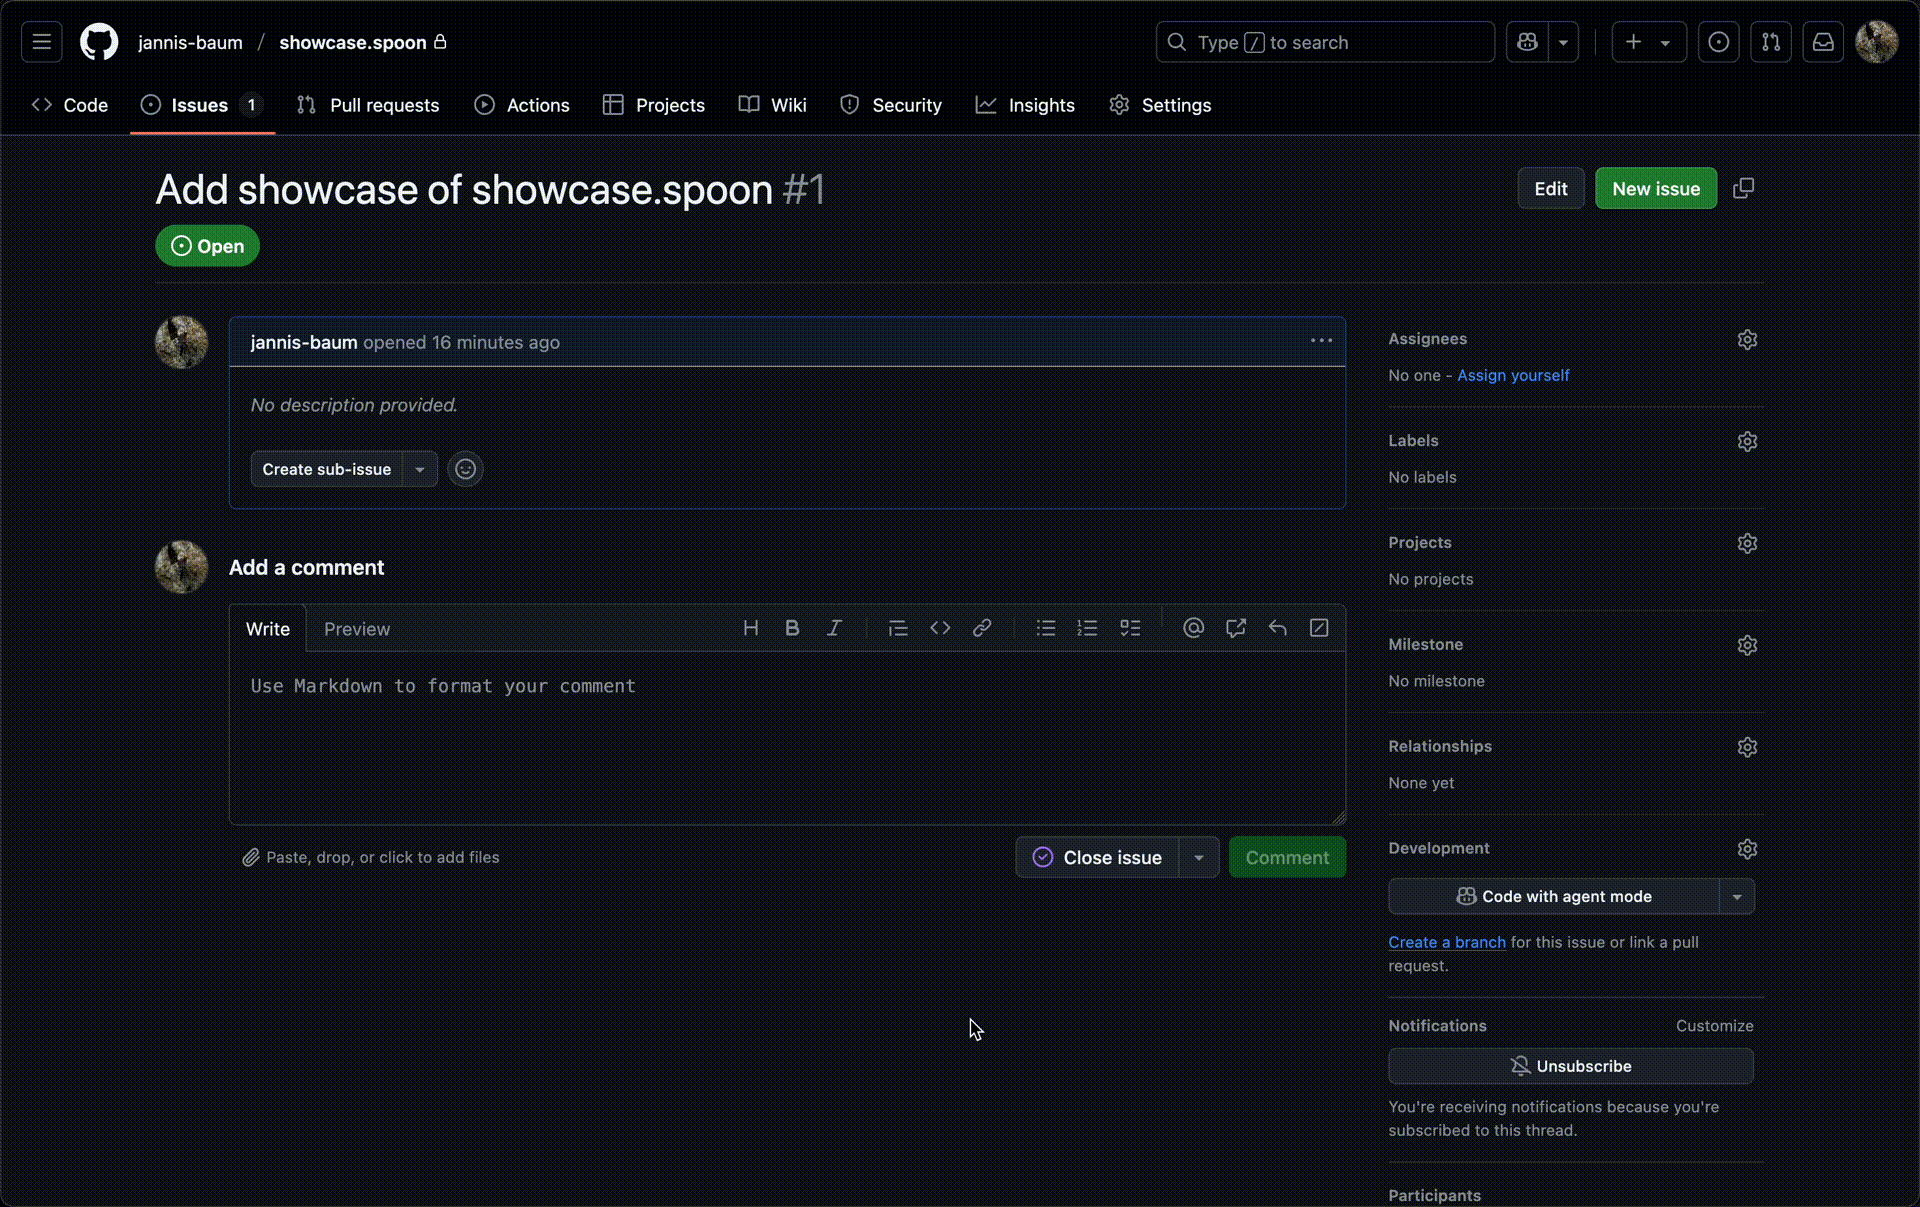 jannis-baum / showcase.spoon
Type / to search
Code
Issues 1
Pull requests
Actions
Projects
Wiki
Security
Insights
Settings
Add showcase of showcase.spoon #1
Edit
New issue
Open
jannis-baum opened 16 minutes ago
No description provided.
Create sub-issue
Add a comment
Write
Preview
Use Markdown to format your comment
Paste, drop, or click to add files
Close issue
Comment
Assignees
No one - Assign yourself
Labels
No labels
Projects
No projects
Milestone
No milestone
Relationships
None yet
Development
Code with agent mode
Create a branch for this issue or link a pull
request.
Notifications
Customize
Unsubscribe
You're receiving notifications because you're
subscribed to this thread.
Participants